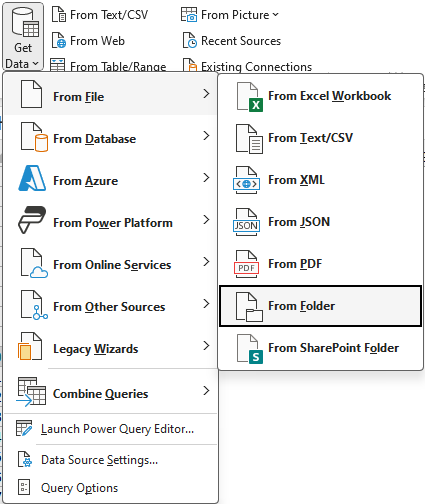 Get
Data
From Text/CSV
From Web
From Table/Range
From Picture
Recent Sources
Existing Connections
From File
From Database
From Azure
From Power Platform
From Online Services
From Other Sources
Legacy Wizards
Combine Queries
Launch Power Query Editor...
Data Source Settings...
Query Options
From Excel Workbook
From Text/CSV
From XML
JSON
From JSON
PDF
From PDF
From Folder
From SharePoint Folder